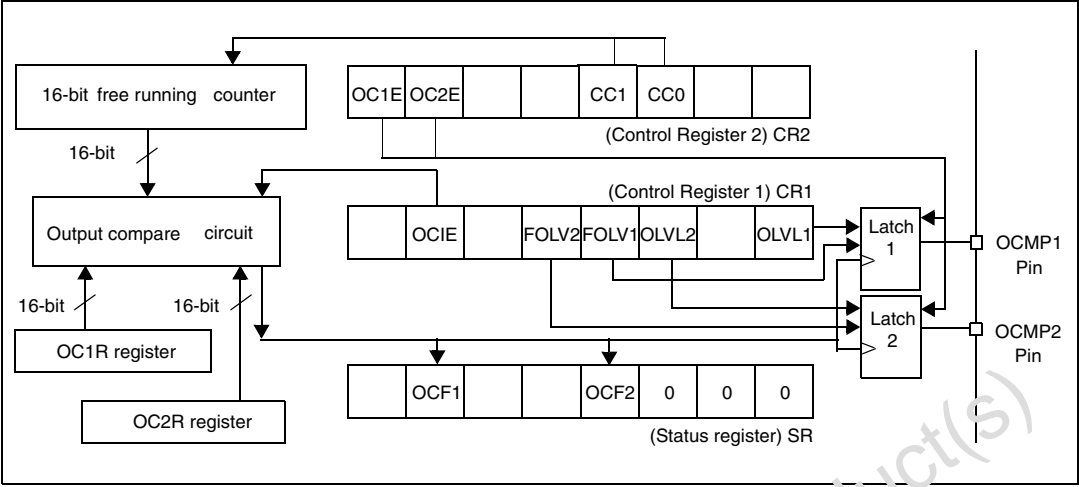 16-bit free running counter
OC1E OC2E CC1 CC0
(Control Register 2) CR2
16-bit
(Control Register 1) CR1
Output compare circuit
OCIE FOLV2 FOLV1 OLVL2 OLVL1
Latch
1
OCMP1
Pin
16-bit 16-bit
OC1R register
Latch
2
OCMP2
Pin
OCF1 OCF2 0 0 0
OC2R register
(Status register) SR